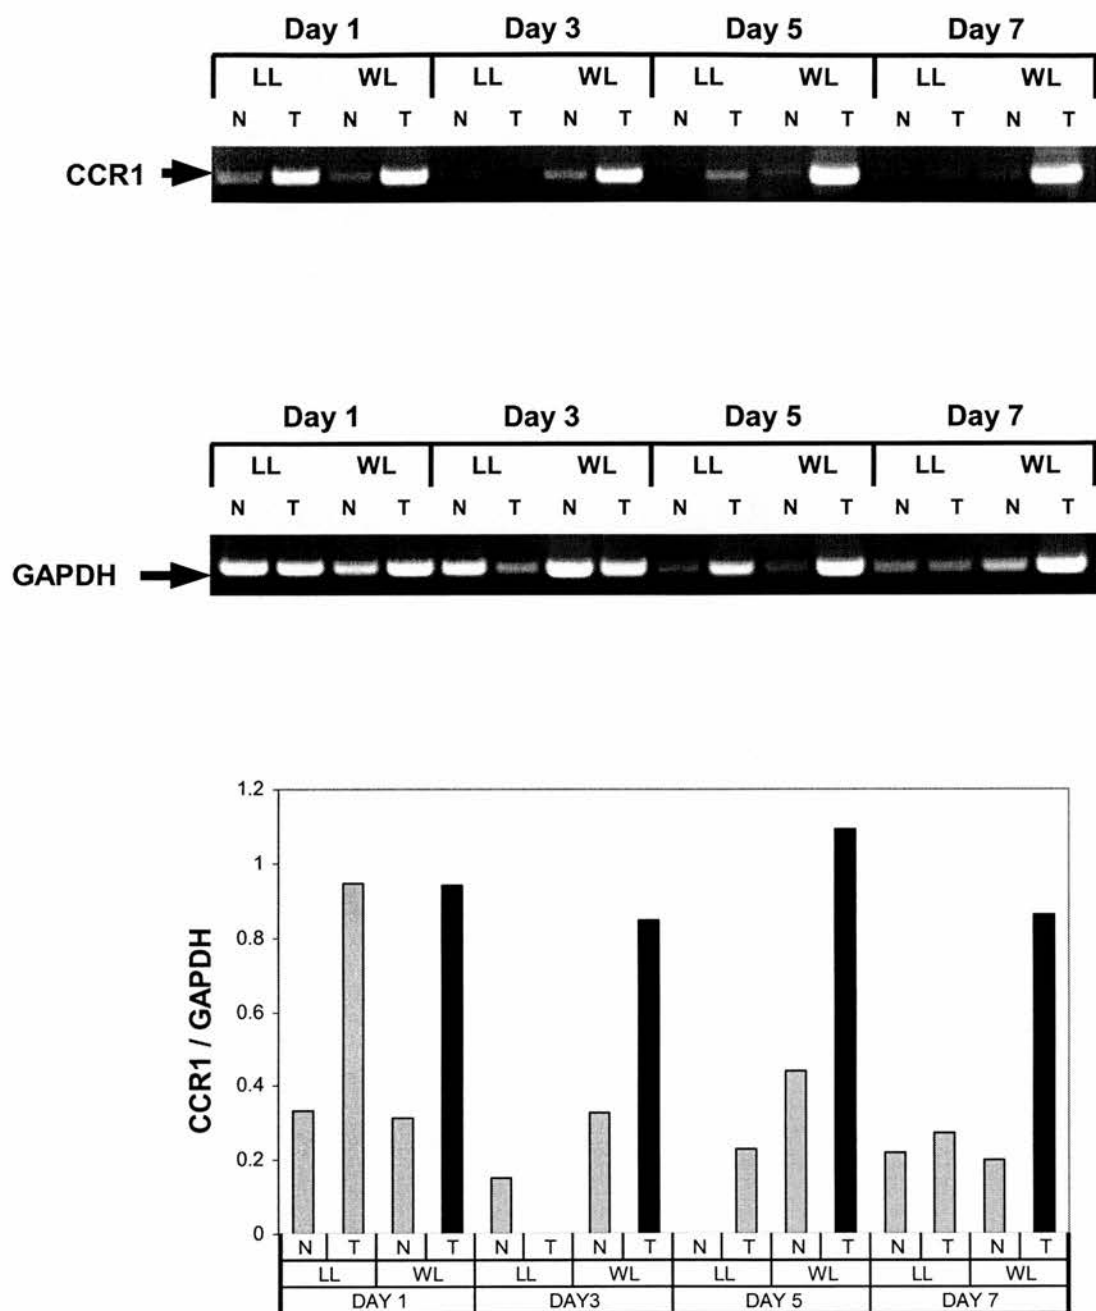 Day 1 Day 3 Day 5 Day 7
LL WL LL WL LL WL LL WL
N T N T N T N T N T N T N T N T
CCR1
Day 1 Day 3 Day 5 Day 7
LL WL LL WL LL WL LL WL
N T N T N T N T N T N T N T N T
GAPDH
1.2
1
0.8
0.6
0.4
0.2
0
CCR1 / GAPDH
N T N T N T N T N T N T N T N T
LL WL LL WL LL WL LL WL
DAY 1 DAY3 DAY 5 DAY 7